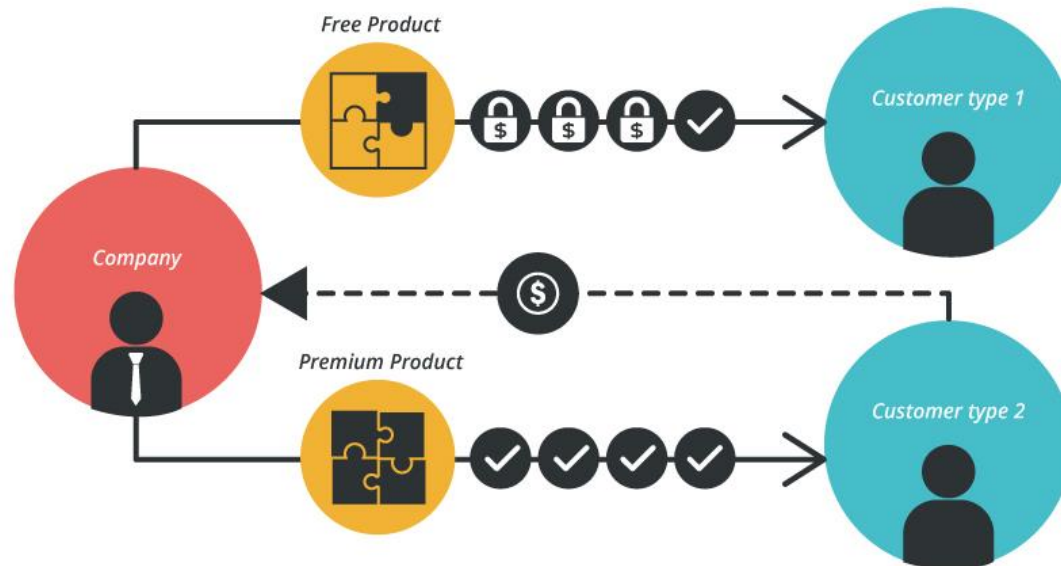 Free Product
Customer type 1
$ $ $
Company
$
Premium Product
Customer type 2